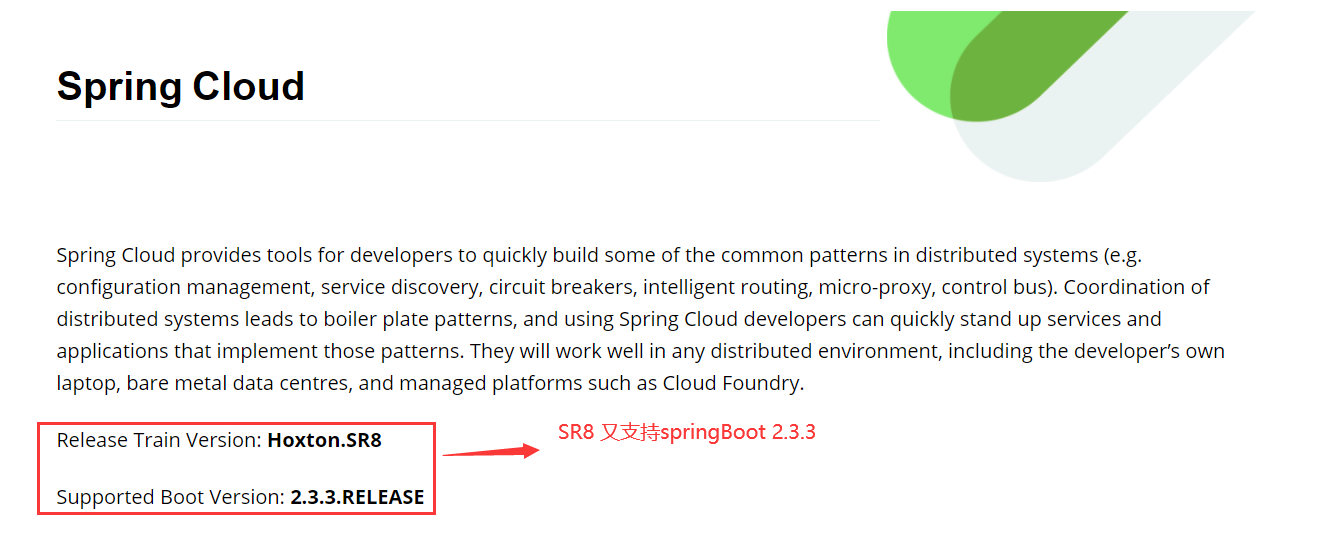 Spring Cloud
Spring Cloud provides tools for developers to quickly build some of the common patterns in distributed systems (e.g.
configuration management, service discovery, circuit breakers, intelligent routing, micro-proxy, control bus). Coordination of
distributed systems leads to boiler plate patterns, and using Spring Cloud developers can quickly stand up services and
applications that implement those patterns. They will work well in any distributed environment, including the developer’s own
laptop, bare metal data centres, and managed platforms such as Cloud Foundry.
Release Train Version: Hoxton.SR8
SR8 又支持springBoot 2.3.3
Supported Boot Version: 2.3.3.RELEASE